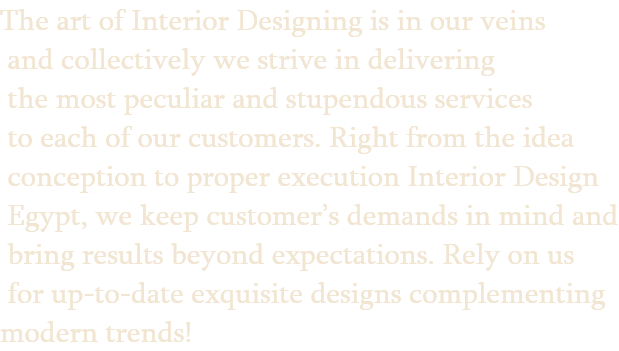 The art of Interior Designing is in our veins
and collectively we strive in delivering
the most peculiar and stupendous services
to each of our customers. Right from the idea
conception to proper execution Interior Design
Egypt, we keep customer’s demands in mind and
bring results beyond expectations. Rely on us
for up-to-date exquisite designs complementing
modern trends!